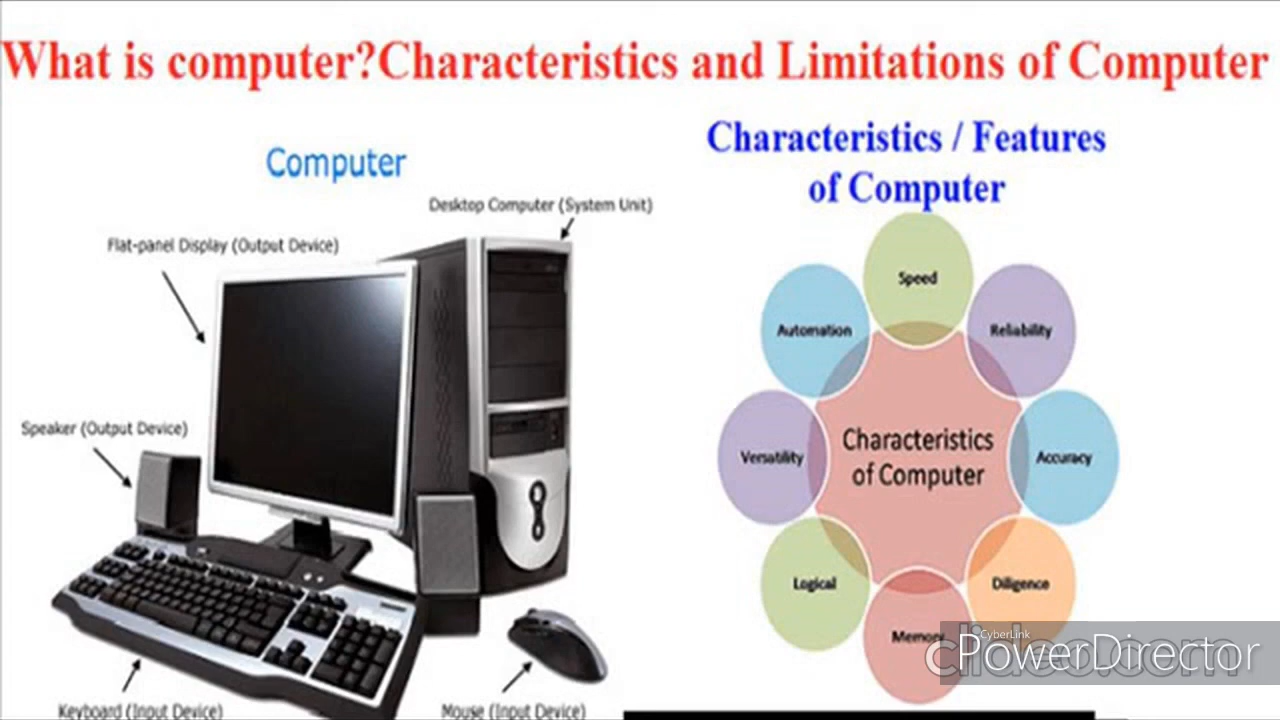 What is computer?Characteristics and Limitations of Computer
Computer
Desktop Computer (System Unit)
Flat-panel Display (Output Device)
Speaker (Output Device)
Keyboard (Input Device)
Mouse (Input Device)
Characteristics / Features
of Computer
Speed
Automation
Reliability
Versatility
Characteristics
of Computer
Accuracy
Logical
Diligence
Memory
clideo.com
CyberLink
PowerDirector